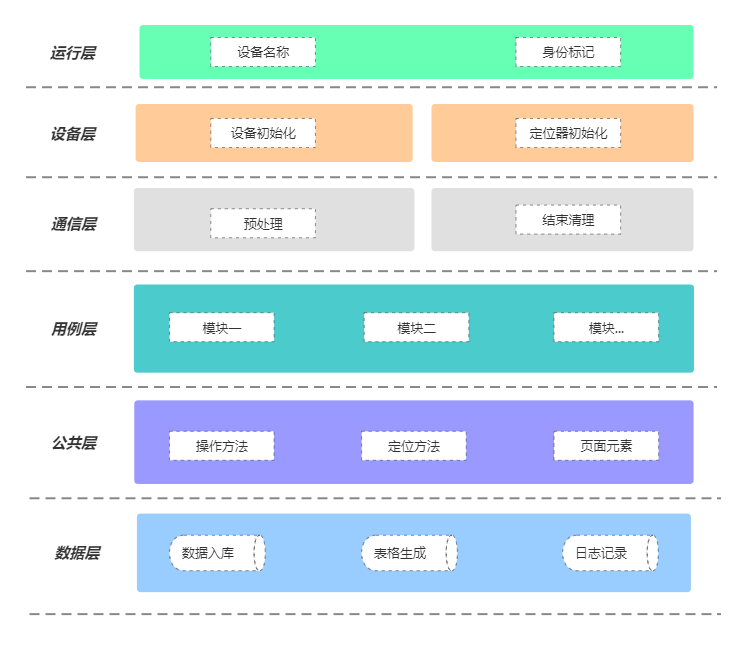 运行层
设备名称
身份标记
设备层
设备初始化
定位器初始化
通信层
预处理
结束清理
用例层
模块一
模块二
模块...
公共层
操作方法
定位方法
页面元素
数据层
数据入库
表格生成
日志记录